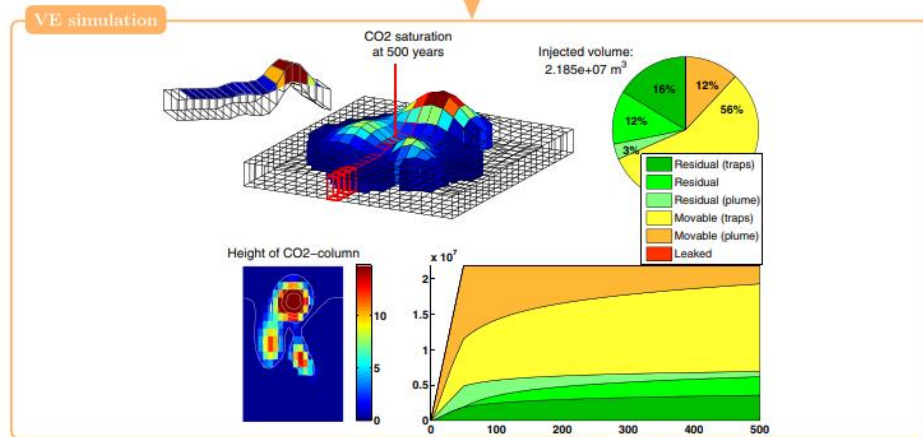 VE simulation
CO2 saturation
at 500 years
Injected volume:
2.185e+07 m³
16%
12%
56%
12%
3%
Residual (traps)
Residual
Residual (plume)
Movable (traps)
Movable (plume)
Leaked
Height of CO2−column
10
5
0
x 10⁷
2
1.5
1
0.5
0
0
100
200
300
400
500